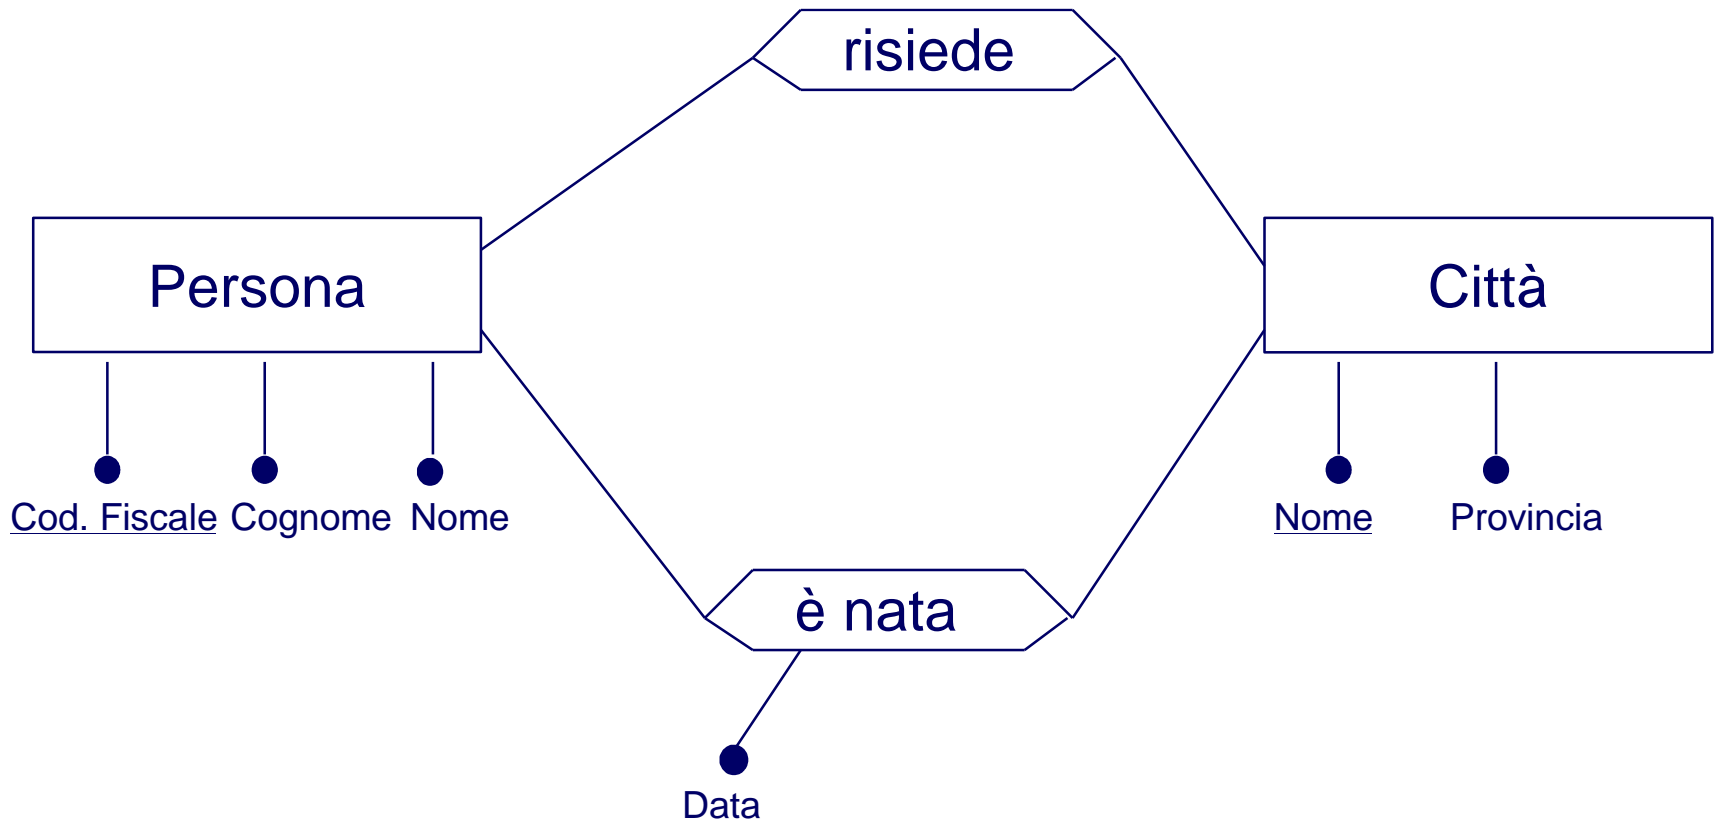 risiede
Persona
Città
Cod. Fiscale Cognome Nome
Nome Provincia
è nata
Data